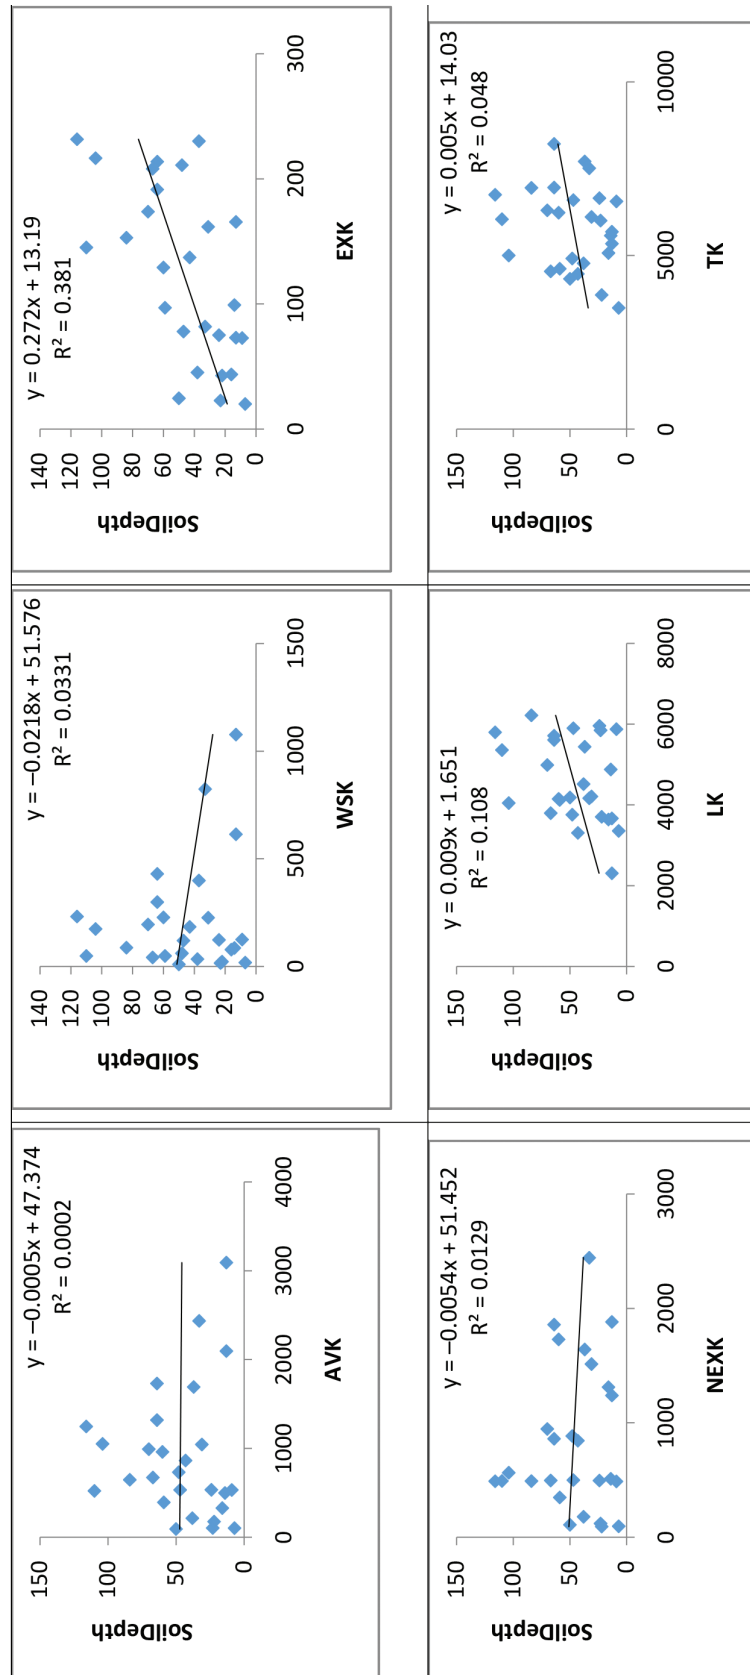 y = −0.0005x + 47.374
R² = 0.0002
150
100
50
0
SoilDepth
0
1000
2000
3000
4000
AVK
y = −0.0218x + 51.576
R² = 0.0331
140
120
100
80
60
40
20
0
SoilDepth
0
500
1000
1500
WSK
y = 0.272x + 13.19
R² = 0.381
140
120
100
80
60
40
20
0
SoilDepth
0
100
200
300
EXK
y = −0.0054x + 51.452
R² = 0.0129
150
100
50
0
SoilDepth
0
1000
2000
3000
NEXK
y = 0.009x + 1.651
R² = 0.108
150
100
50
0
SoilDepth
0
2000
4000
6000
8000
LK
y = 0.005x + 14.03
R² = 0.048
150
100
50
0
SoilDepth
0
5000
10000
TK